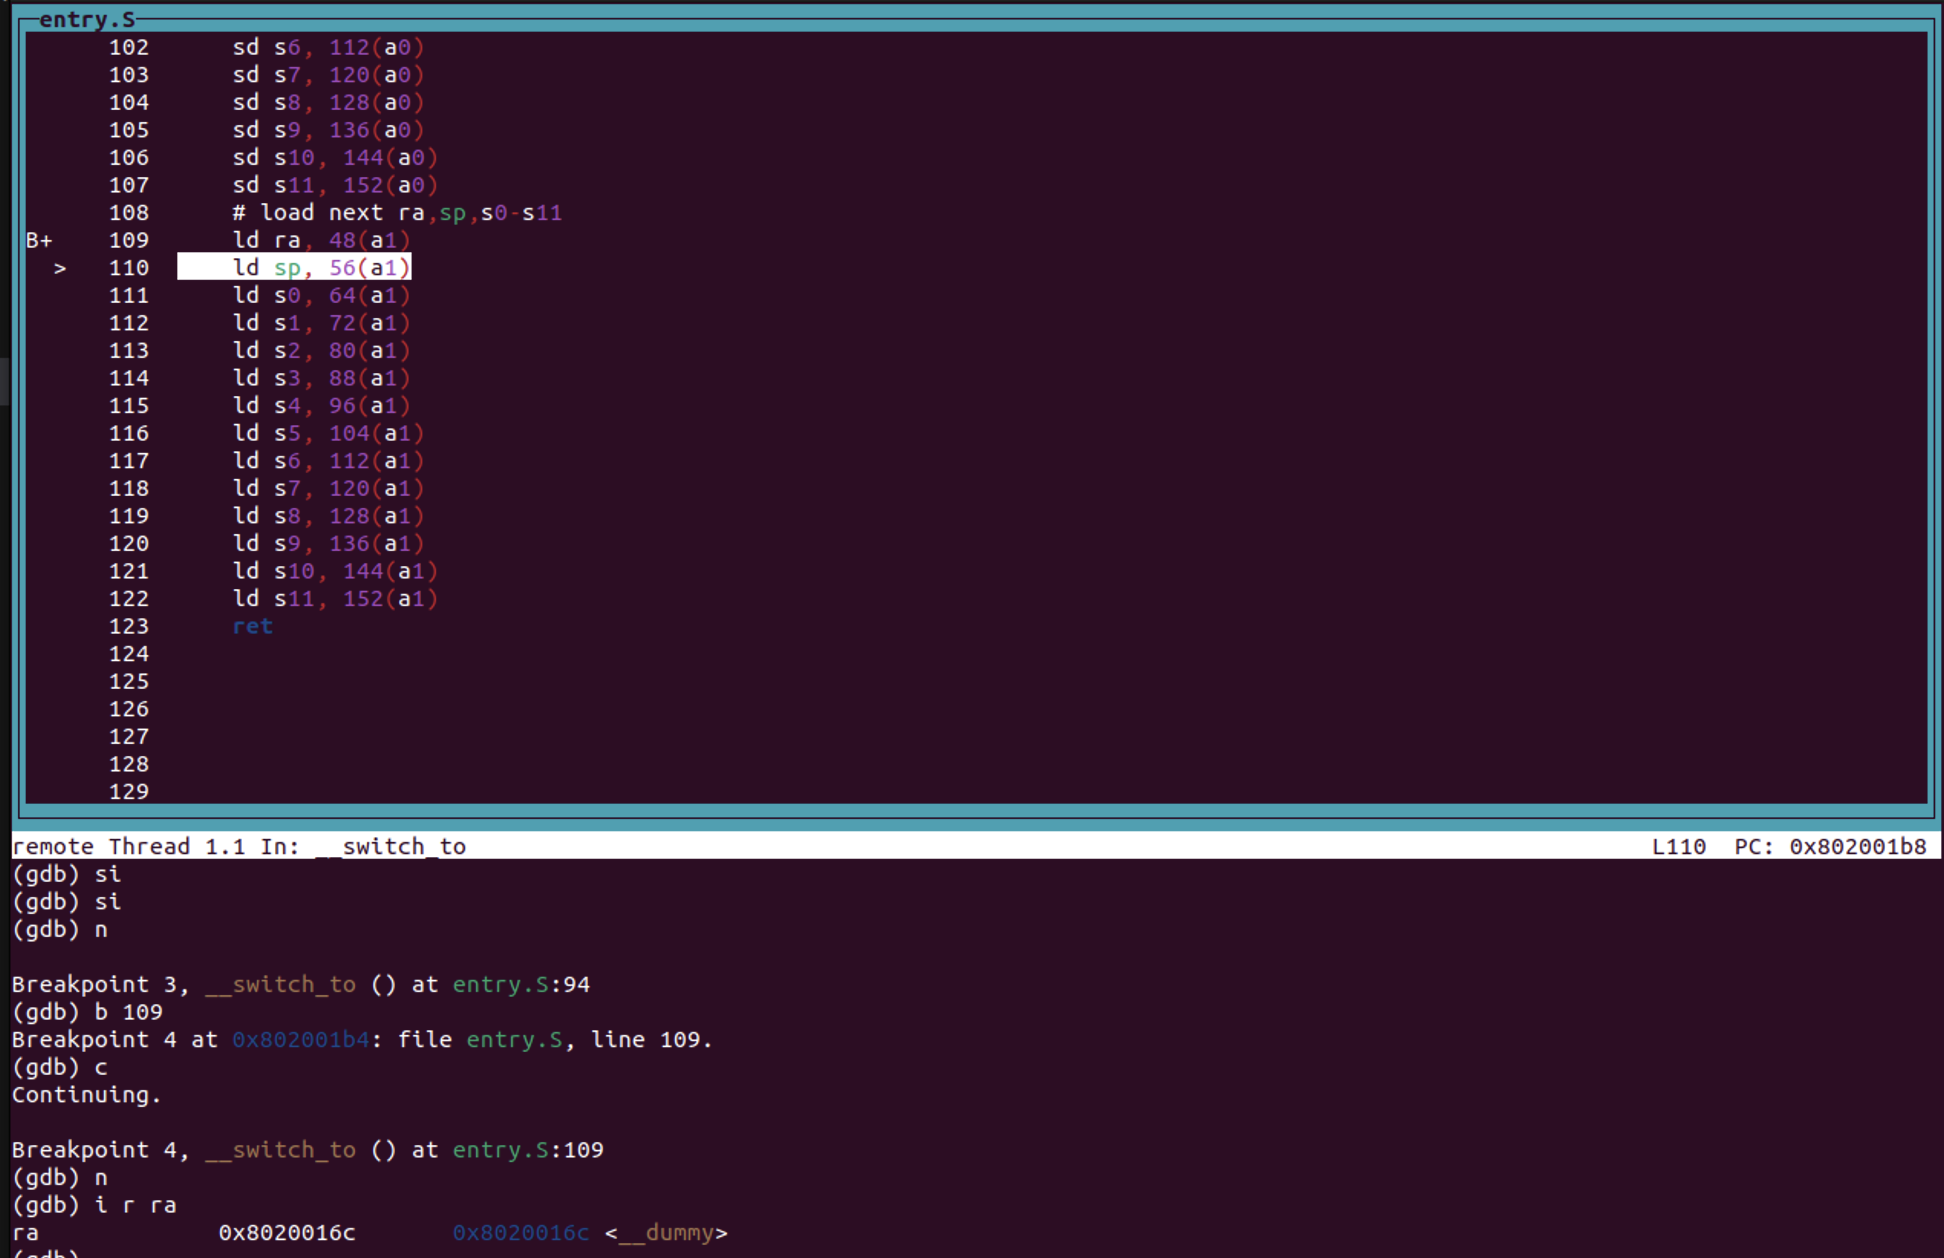 entry.S
102 sd s6, 112(a0)
103 sd s7, 120(a0)
104 sd s8, 128(a0)
105 sd s9, 136(a0)
106 sd s10, 144(a0)
107 sd s11, 152(a0)
108 # load next ra,sp,s0-s11
B+ 109 ld ra, 48(a1)
> 110 ld sp, 56(a1)
111 ld s0, 64(a1)
112 ld s1, 72(a1)
113 ld s2, 80(a1)
114 ld s3, 88(a1)
115 ld s4, 96(a1)
116 ld s5, 104(a1)
117 ld s6, 112(a1)
118 ld s7, 120(a1)
119 ld s8, 128(a1)
120 ld s9, 136(a1)
121 ld s10, 144(a1)
122 ld s11, 152(a1)
123 ret
124
125
126
127
128
129
remote Thread 1.1 In: __switch_to L110 PC: 0x802001b8
(gdb) si
(gdb) si
(gdb) n
Breakpoint 3, __switch_to () at entry.S:94
(gdb) b 109
Breakpoint 4 at 0x802001b4: file entry.S, line 109.
(gdb) c
Continuing.
Breakpoint 4, __switch_to () at entry.S:109
(gdb) n
(gdb) i r ra
ra 0x8020016c 0x8020016c <__dummy>
(gdb)